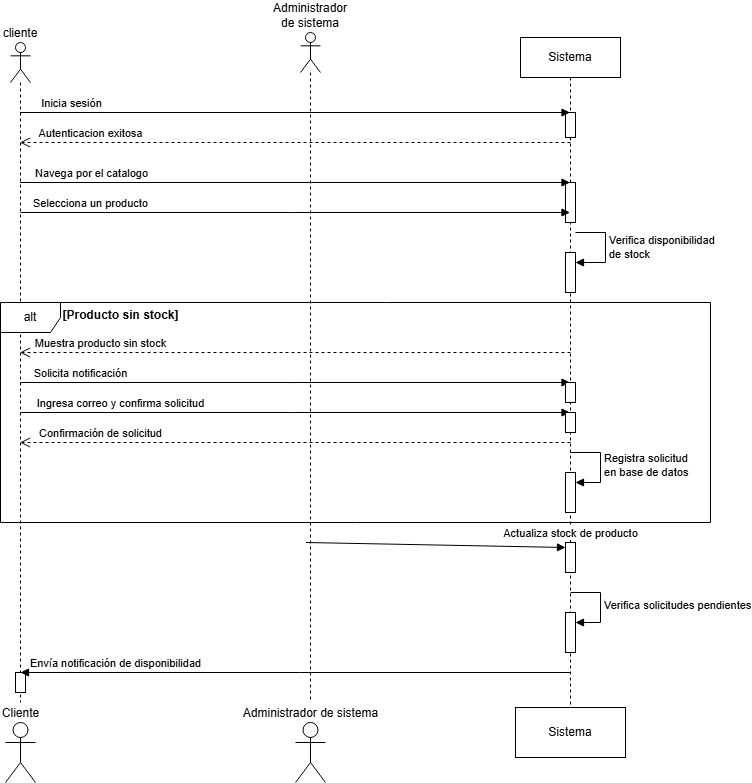 Administrador
de sistema
cliente
Sistema
Inicia sesión
Autenticacion exitosa
Navega por el catalogo
Selecciona un producto
Verifica disponibilidad
de stock
alt
[Producto sin stock]
Muestra producto sin stock
Solicita notificación
Ingresa correo y confirma solicitud
Confirmación de solicitud
Registra solicitud
en base de datos
Actualiza stock de producto
Verifica solicitudes pendientes
Envía notificación de disponibilidad
Cliente
Administrador de sistema
Sistema